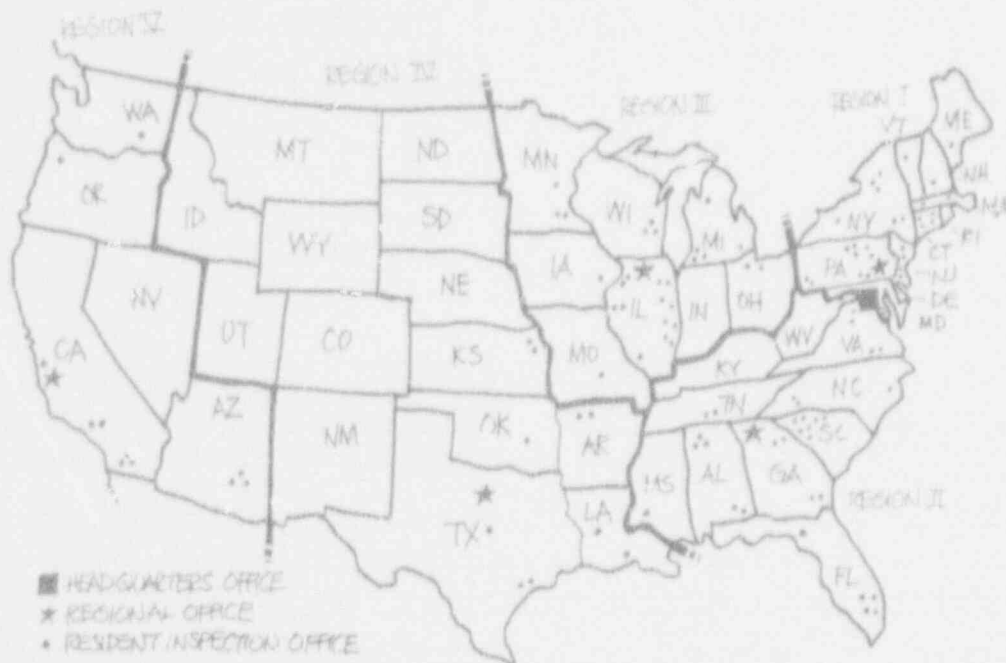 REGION V
REGION IV
REGION III
REGION I
VT
ME
WA
MT
ND
MN
NH
MA
OR
ID
SD
WI
NY
RI
WY
MI
CT
IA
PA
NJ
NE
DE
NV
IL
IN
OH
MD
UT
CO
WV
VA
CA
KS
MO
KY
NC
TN
AZ
NM
OK
AR
SC
MS
AL
GA
LA
REGION II
TX
FL
HEADQUARTERS OFFICE
REGIONAL OFFICE
RESIDENT INSPECTION OFFICE